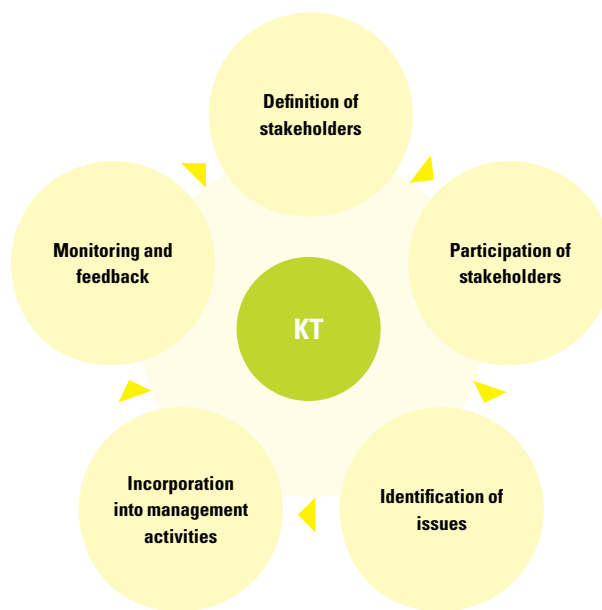 Definition of
stakeholders
Participation of
stakeholders
Identification of
issues
Incorporation
into management
activities
Monitoring and
feedback
KT